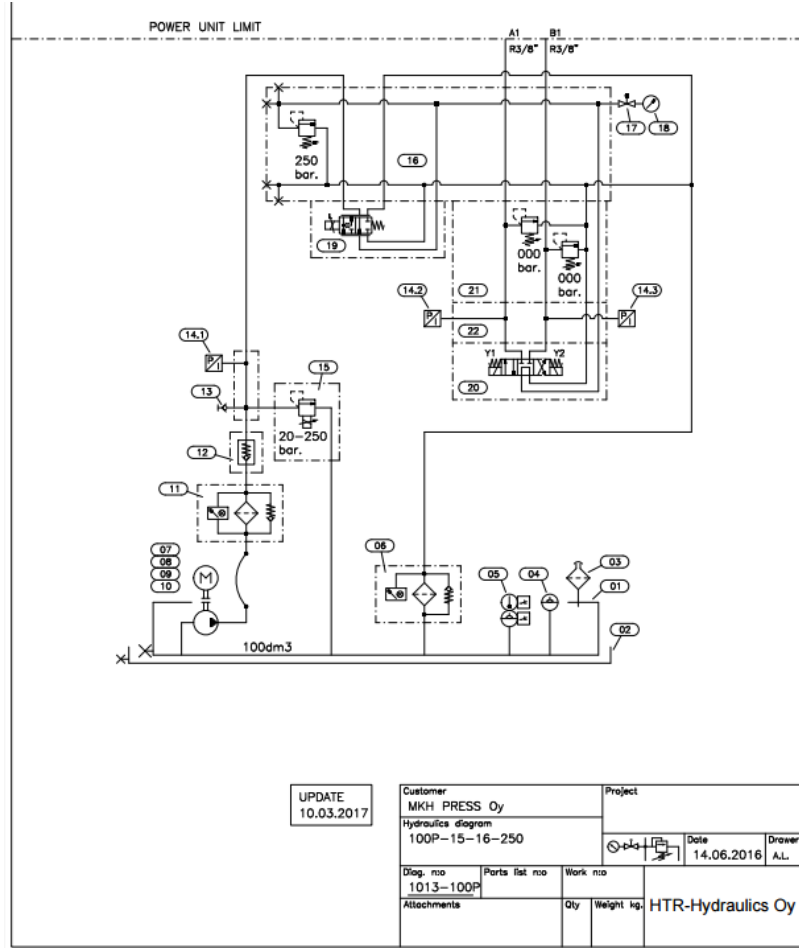 POWER UNIT LIMIT
A1 B1
R3/8" R3/8"
17 18
250
bar.
16
19
000
bar.
000
bar.
21
14.2 14.3
P
I
P
I
22
14.1
Y1 Y2
P
I
15
20
13
20-250
bar.
12
11
07
08
09
10
M
06
05 04 03
01
02
100dm3
UPDATE
10.03.2017
Customer
MKH PRESS Oy
Project
Hydraulics diagram
100P-15-16-250
Date
14.06.2016
Drawer
A.L.
Diag. n:o
1013-100P
Parts list n:o
Work n:o
Attachments
Qty
Weight kg.
HTR-Hydraulics Oy